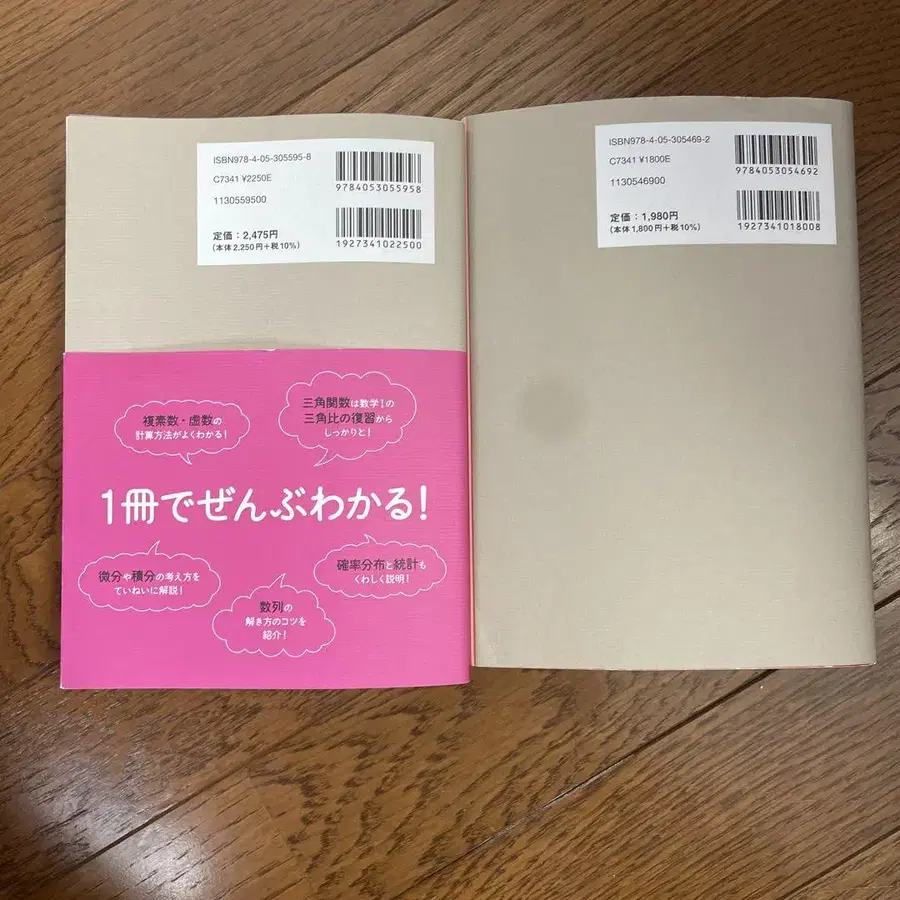 ISBN978-4-05-305595-8
C7341 ¥2250E
1130559500
定価：2,475円
（本体2,250円＋税10%）
9784053055958
1927341022500
複素数・虚数の
計算方法がよくわかる！
三角関数は数学Ⅰの
三角比の復習から
しっかりと！
1冊でぜんぶわかる！
微分や積分の考え方を
ていねいに解説！
数列の
解き方のコツを
紹介！
確率分布と統計も
くわしく説明！
ISBN978-4-05-305469-2
C7341 ¥1800E
1130546900
定価：1,980円
（本体1,800円＋税10%）
9784053054692
1927341018008